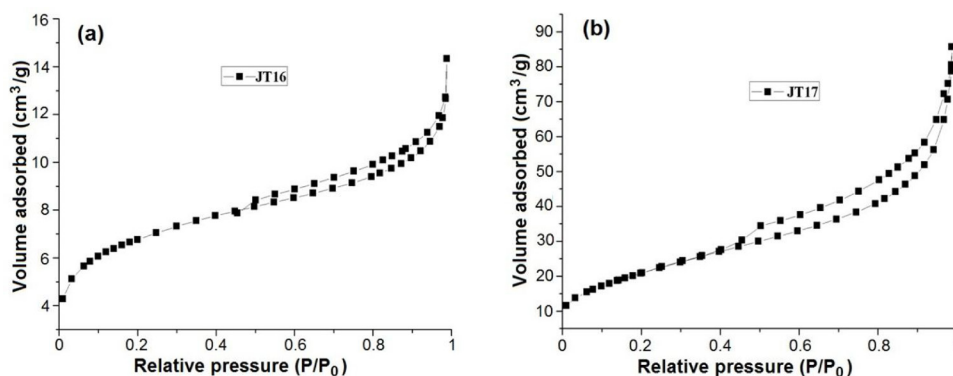 (a)
16
14
12
10
8
6
4
JT16
Volume adsorbed (cm³/g)
0 0.2 0.4 0.6 0.8 1
Relative pressure (P/P₀)
(b)
90
80
70
60
50
40
30
20
10
JT17
Volume adsorbed (cm³/g)
0 0.2 0.4 0.6 0.8
Relative pressure (P/P₀)